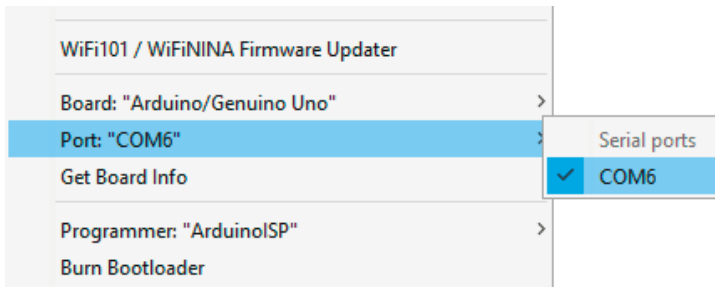 WiFi101 / WiFiNINA Firmware Updater
Board: "Arduino/Genuino Uno"
Port: "COM6"
Serial ports
Get Board Info
COM6
Programmer: "ArduinoISP"
Burn Bootloader